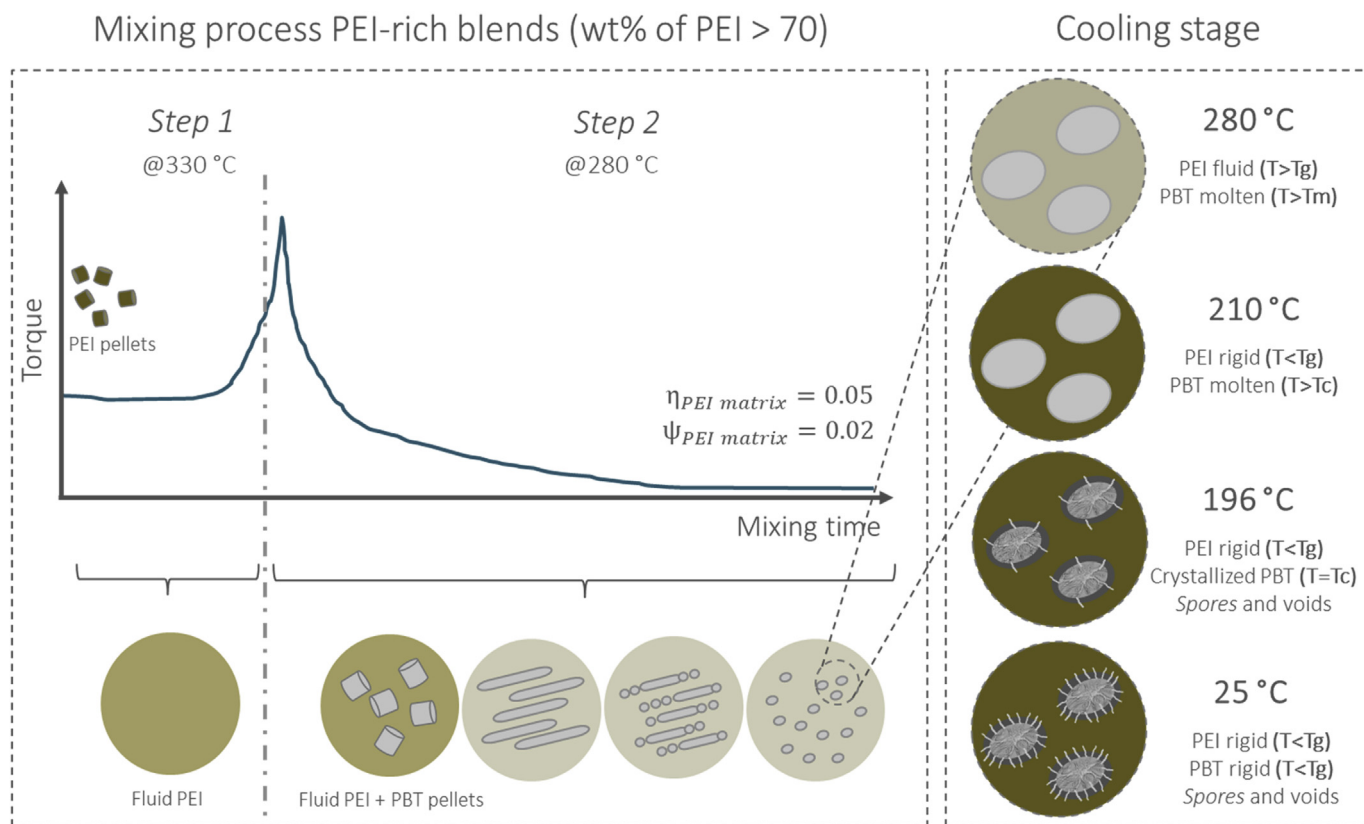 Mixing process PEI-rich blends (wt% of PEI > 70)
Step 1
@330 °C
Step 2
@280 °C
Torque
PEI pellets
η_PEI matrix = 0.05
ψ_PEI matrix = 0.02
Mixing time
Fluid PEI
Fluid PEI + PBT pellets
Cooling stage
280 °C
PEI fluid (T>Tg)
PBT molten (T>Tm)
210 °C
PEI rigid (T<Tg)
PBT molten (T>Tc)
196 °C
PEI rigid (T<Tg)
Crystallized PBT (T=Tc)
Spores and voids
25 °C
PEI rigid (T<Tg)
PBT rigid (T<Tg)
Spores and voids